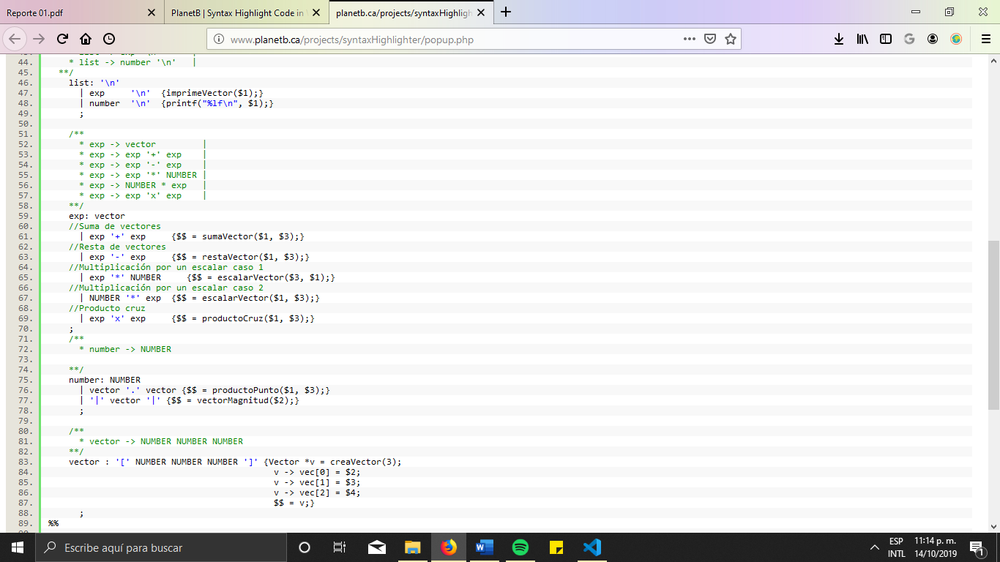 Reporte 01.pdf
PlanetB | Syntax Highlight Code in
planetb.ca/projects/syntaxHighligh
www.planetb.ca/projects/syntaxHighlighter/popup.php
44. * list -> number '\n' |
45. **/
46. list: '\n'
47. | exp '\n' {imprimeVector($1);}
48. | number '\n' {printf("%lf\n", $1);}
49. ;
50.
51. /**
52. * exp -> vector |
53. * exp -> exp '+' exp |
54. * exp -> exp '-' exp |
55. * exp -> exp '*' NUMBER |
56. * exp -> NUMBER * exp |
57. * exp -> exp 'x' exp |
58. **/
59. exp: vector
60. //Suma de vectores
61. | exp '+' exp {$$ = sumaVector($1, $3);}
62. //Resta de vectores
63. | exp '-' exp {$$ = restaVector($1, $3);}
64. //Multiplicación por un escalar caso 1
65. | exp '*' NUMBER {$$ = escalarVector($3, $1);}
66. //Multiplicación por un escalar caso 2
67. | NUMBER '*' exp {$$ = escalarVector($1, $3);}
68. //Producto cruz
69. | exp 'x' exp {$$ = productoCruz($1, $3);}
70. ;
71. /**
72. * number -> NUMBER
73.
74. **/
75. number: NUMBER
76. | vector '.' vector {$$ = productoPunto($1, $3);}
77. | '|' vector '|' {$$ = vectorMagnitud($2);}
78. ;
79.
80. /**
81. * vector -> NUMBER NUMBER NUMBER
82. **/
83. vector : '[' NUMBER NUMBER NUMBER ']' {Vector *v = creaVector(3);
84. v -> vec[0] = $2;
85. v -> vec[1] = $3;
86. v -> vec[2] = $4;
87. $$ = v;}
88. ;
89. %%
Escribe aquí para buscar
ESP
INTL
11:14 p. m.
14/10/2019
1